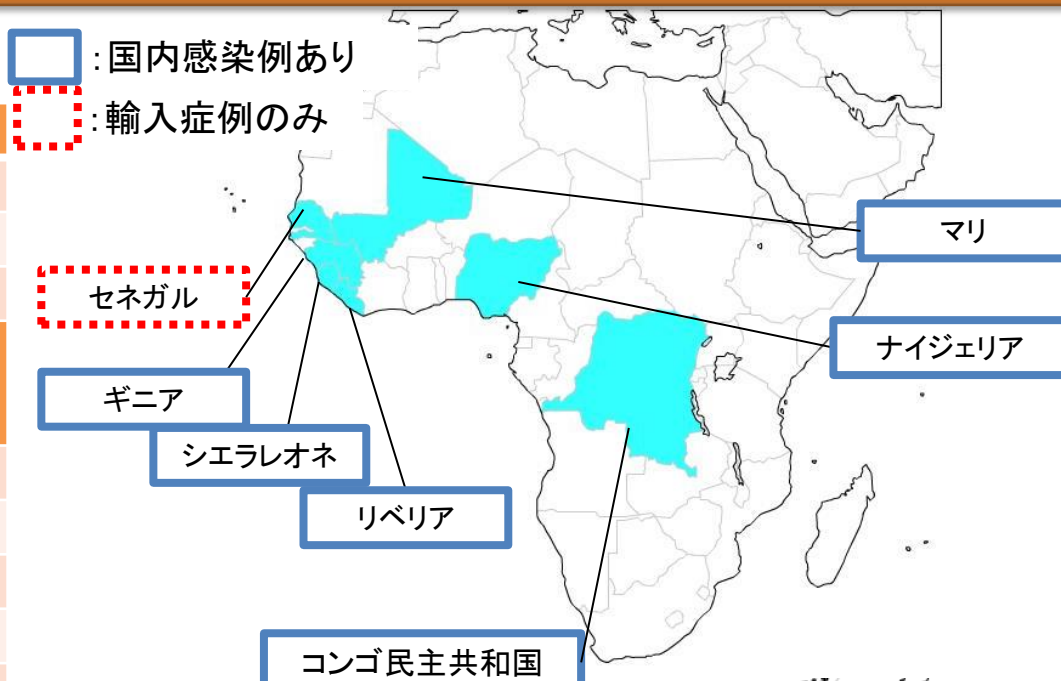 ：国内感染例あり
：輸入症例のみ
マリ
セネガル
ナイジェリア
ギニア
シエラレオネ
リベリア
コンゴ民主共和国